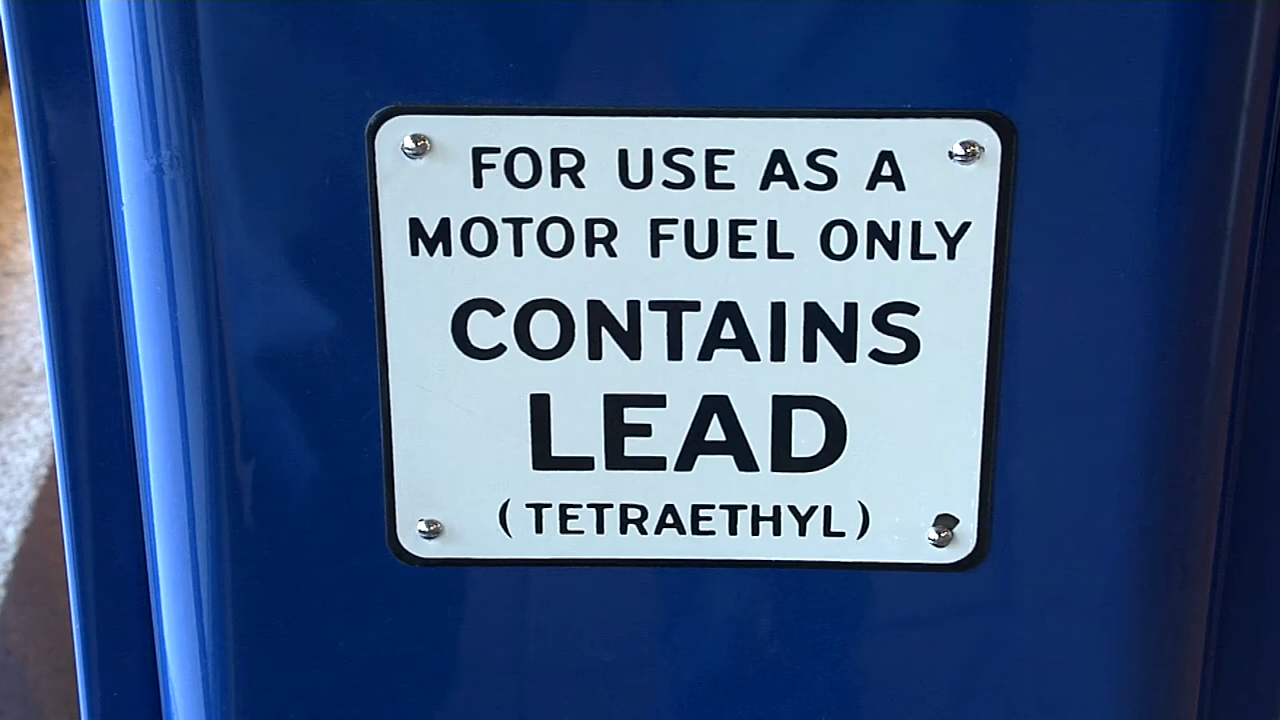 FOR USE AS A
MOTOR FUEL ONLY
CONTAINS
LEAD
(TETRAETHYL)